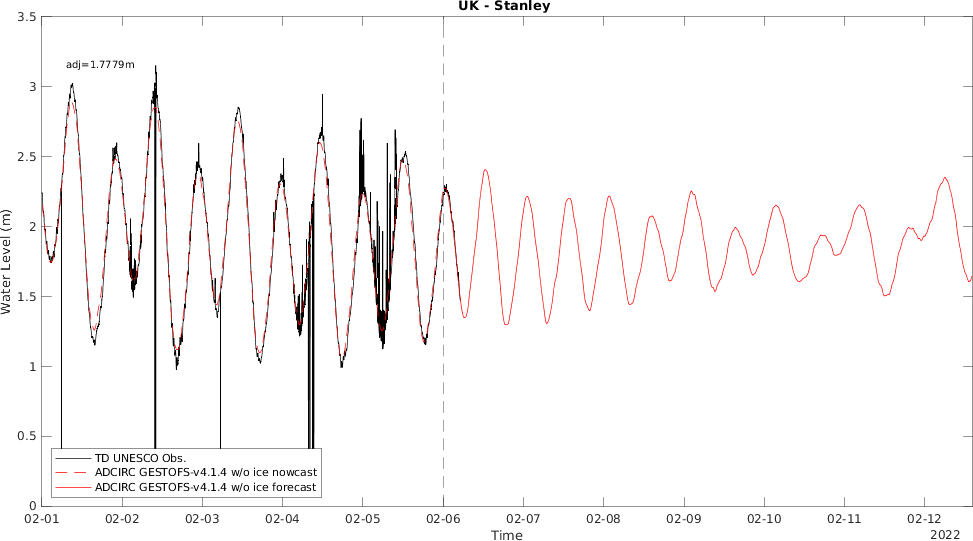 UK - Stanley
3.5
3
2.5
2
1.5
1
0.5
0
Water Level (m)
adj=1.7779m
TD UNESCO Obs.
ADCIRC GESTOFS-v4.1.4 w/o ice nowcast
ADCIRC GESTOFS-v4.1.4 w/o ice forecast
02-01 02-02 02-03 02-04 02-05 02-06 02-07 02-08 02-09 02-10 02-11 02-12
Time
2022